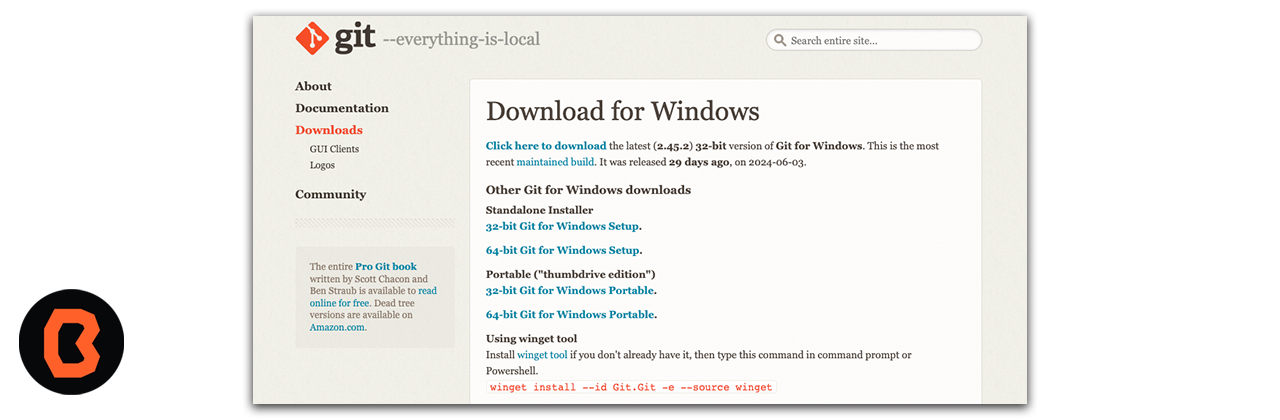 git --everything-is-local
Search entire site...
About
Documentation
Downloads
GUI Clients
Logos
Community
The entire Pro Git book
written by Scott Chacon and
Ben Straub is available to read
online for free. Dead tree
versions are available on
Amazon.com.
Download for Windows
Click here to download the latest (2.45.2) 32-bit version of Git for Windows. This is the most
recent maintained build. It was released 29 days ago, on 2024-06-03.
Other Git for Windows downloads
Standalone Installer
32-bit Git for Windows Setup.
64-bit Git for Windows Setup.
Portable ("thumbdrive edition")
32-bit Git for Windows Portable.
64-bit Git for Windows Portable.
Using winget tool
Install winget tool if you don't already have it, then type this command in command prompt or
Powershell.
winget install --id Git.Git -e --source winget
B